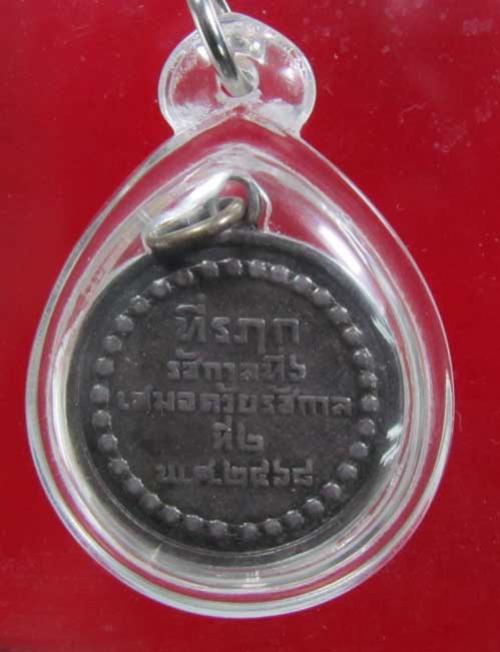 ที่รฦก
รัชกาลที่๖
เสมอด้วยรัชกาล
ที่๒
พ.ศ.๒๔๖๘